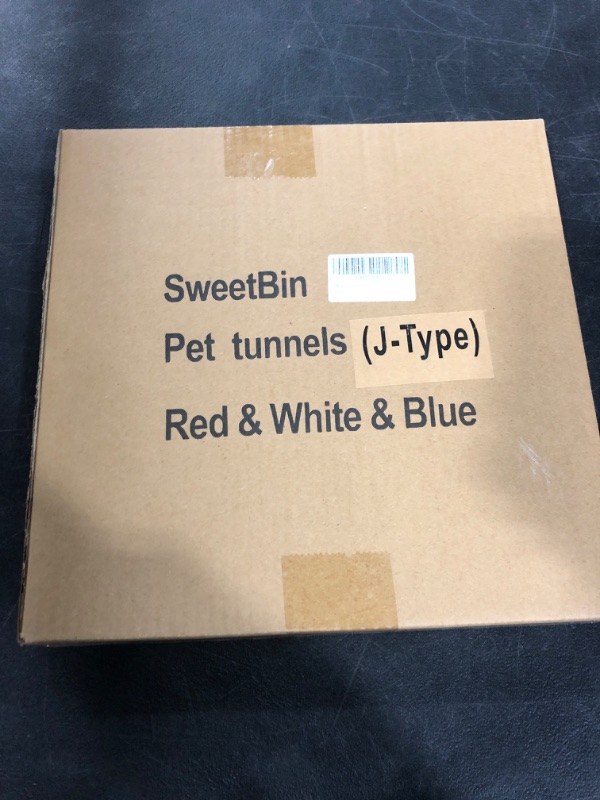 SweetBin
Pet tunnels (J-Type)
Red & White & Blue